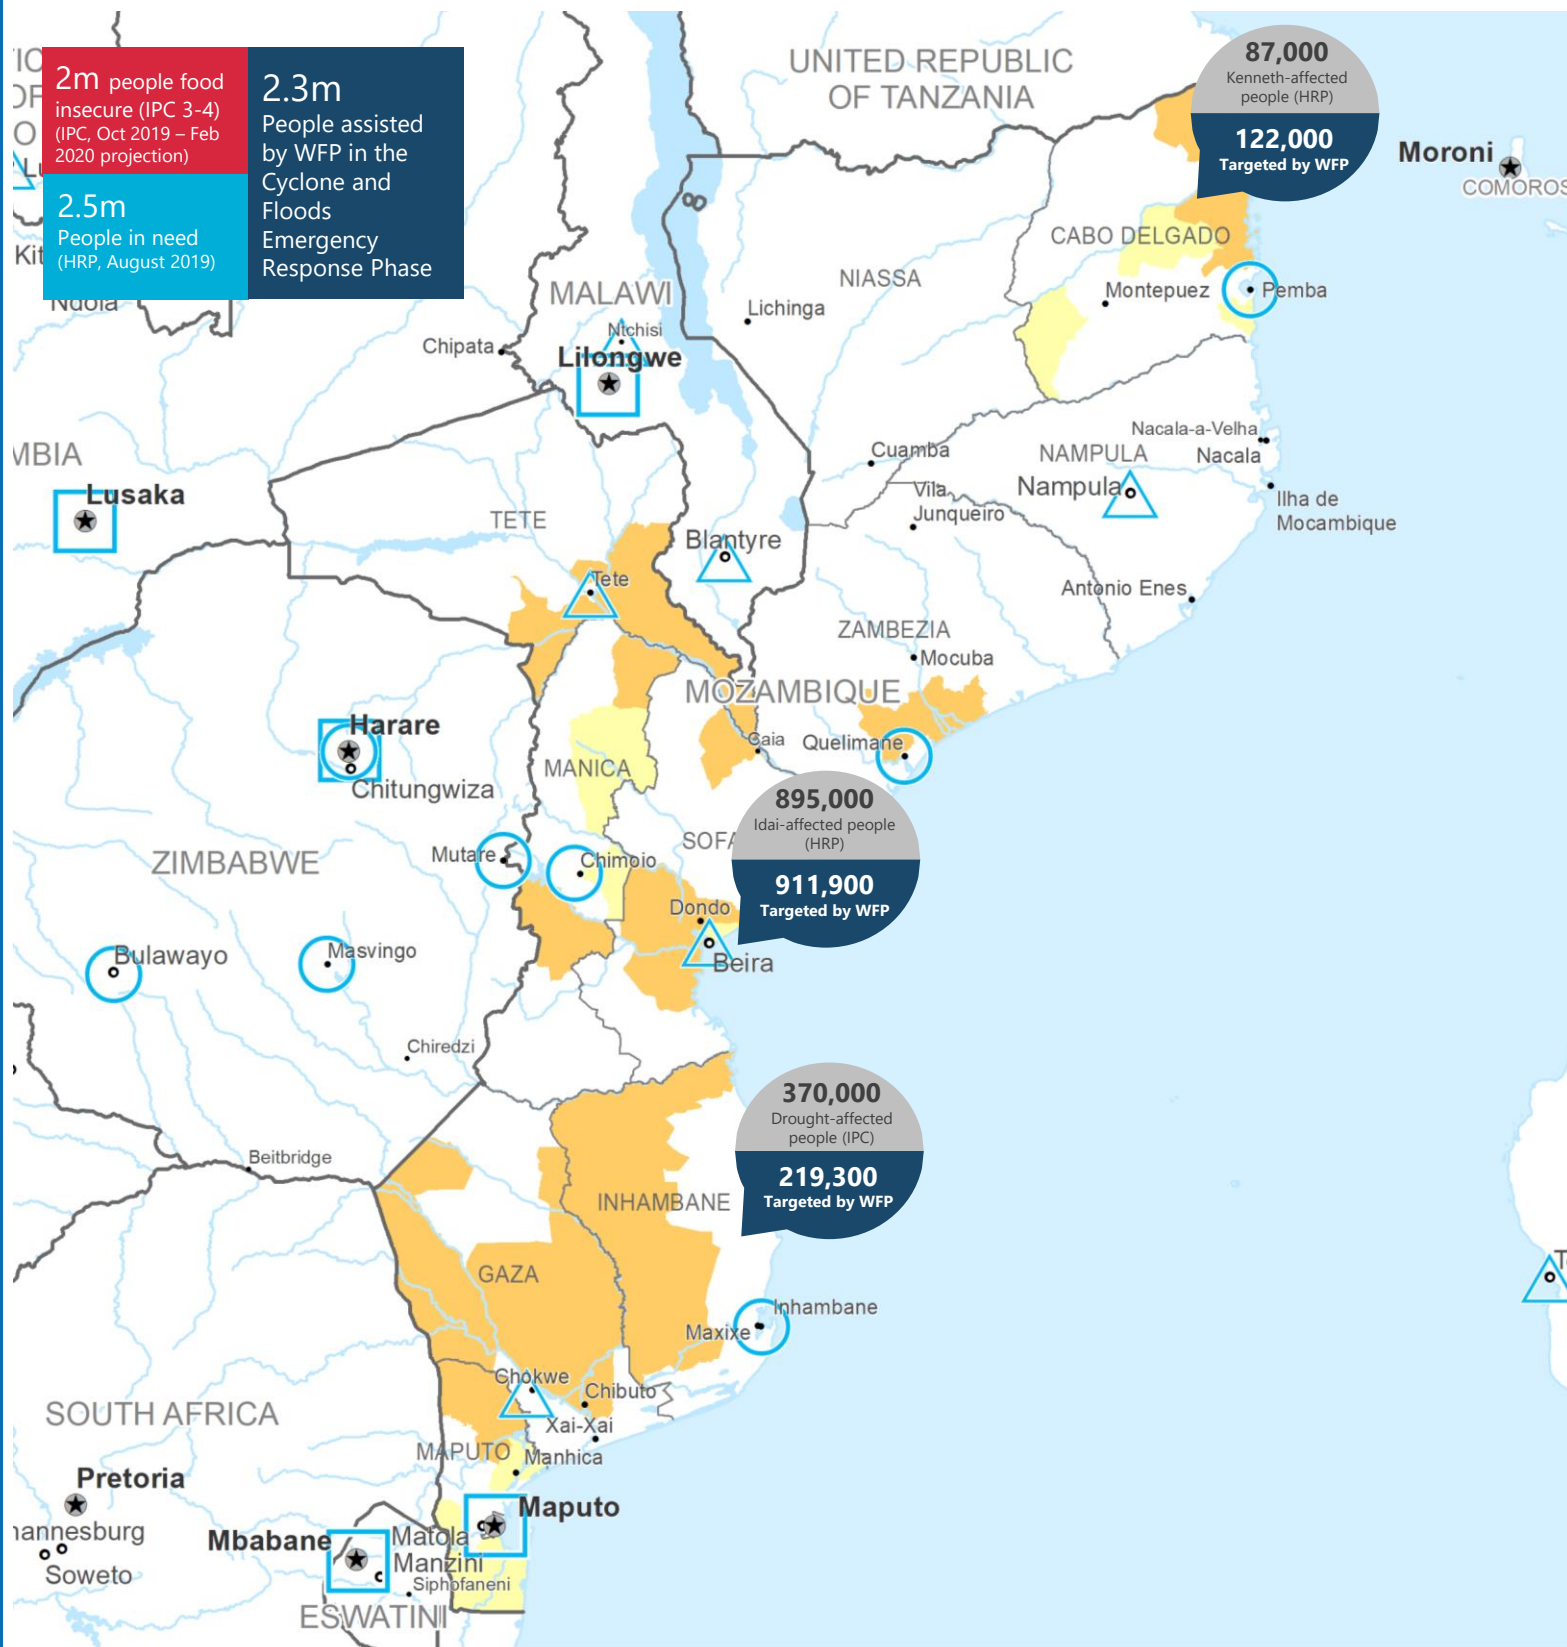 2m people food
insecure (IPC 3-4)
(IPC, Oct 2019 – Feb
2020 projection)
2.5m
People in need
(HRP, August 2019)
2.3m
People assisted
by WFP in the
Cyclone and
Floods
Emergency
Response Phase
UNITED REPUBLIC
OF TANZANIA
87,000
Kenneth-affected
people (HRP)
122,000
Targeted by WFP
Moroni
COMOROS
CABO DELGADO
NIASSA
Montepuez
Pemba
Lichinga
MALAWI
Ntchisi
Lilongwe
Chipata
Ndola
Kit
MBIA
Lusaka
Cuamba
NAMPULA
Nacala-a-Velha
Nacala
Nampula
Vila
Junqueiro
Ilha de
Mocambique
TETE
Blantyre
Tete
Antonio Enes
ZAMBEZIA
Mocuba
MOZAMBIQUE
Caia
Quelimane
Harare
Chitungwiza
MANICA
895,000
Idai-affected people
(HRP)
911,900
Targeted by WFP
SOFA
ZIMBABWE
Mutare
Chimoio
Dondo
Beira
Bulawayo
Masvingo
Chiredzi
370,000
Drought-affected
people (IPC)
219,300
Targeted by WFP
Beitbridge
INHAMBANE
GAZA
Inhambane
Maxixe
Chokwe
Chibuto
Xai-Xai
SOUTH AFRICA
MAPUTO
Manhica
Pretoria
Maputo
hannesburg
Soweto
Mbabane
Matola
Manzini
Siphofaneni
ESWATINI